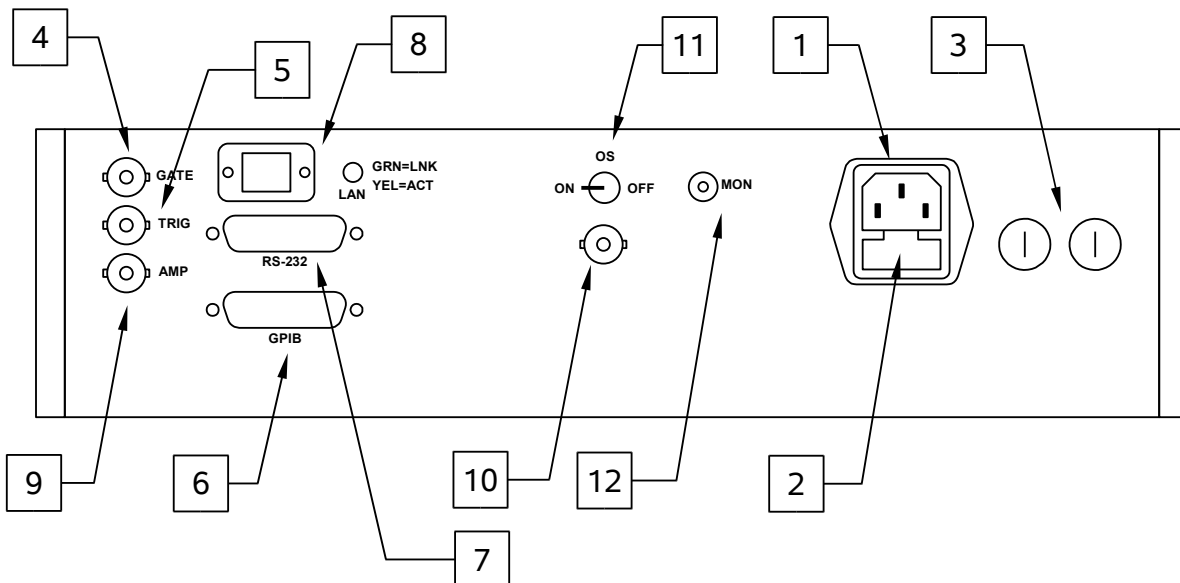 4
5
8
11
1
3
OS
GATE
GRN=LNK
LAN
YEL=ACT
ON
OFF
MON
TRIG
RS-232
AMP
GPIB
9
6
10
12
2
7